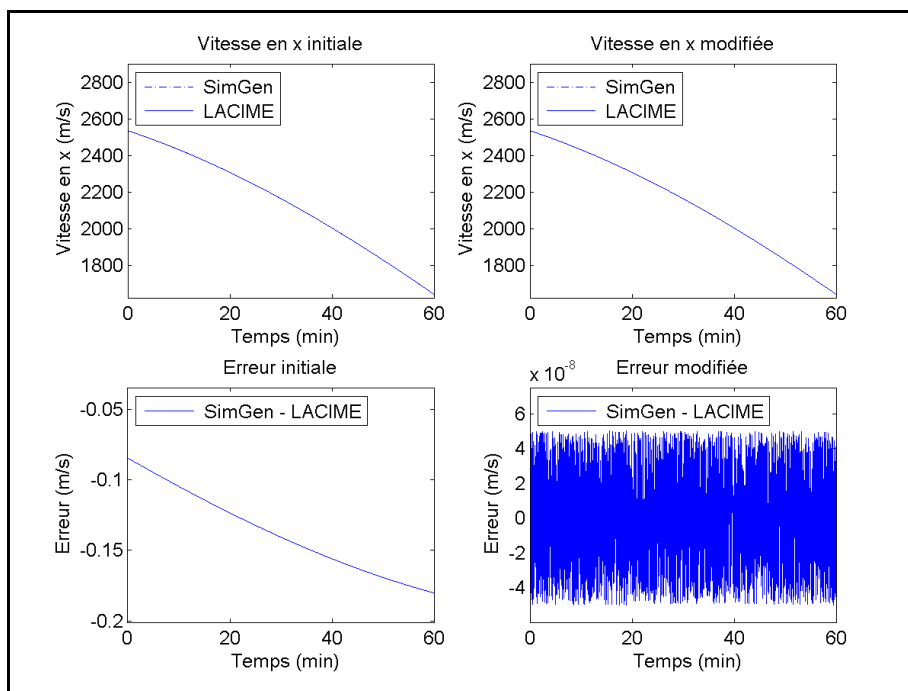 Vitesse en x initiale
Vitesse en x (m/s)
2800
2600
2400
2200
2000
1800
SimGen
LACIME
0
20
40
60
Temps (min)
Vitesse en x modifiée
Vitesse en x (m/s)
2800
2600
2400
2200
2000
1800
SimGen
LACIME
0
20
40
60
Temps (min)
Erreur initiale
Erreur (m/s)
-0.05
-0.1
-0.15
-0.2
SimGen - LACIME
0
20
40
60
Temps (min)
Erreur modifiée
x 10-8
Erreur (m/s)
6
4
2
0
-2
-4
SimGen - LACIME
0
20
40
60
Temps (min)